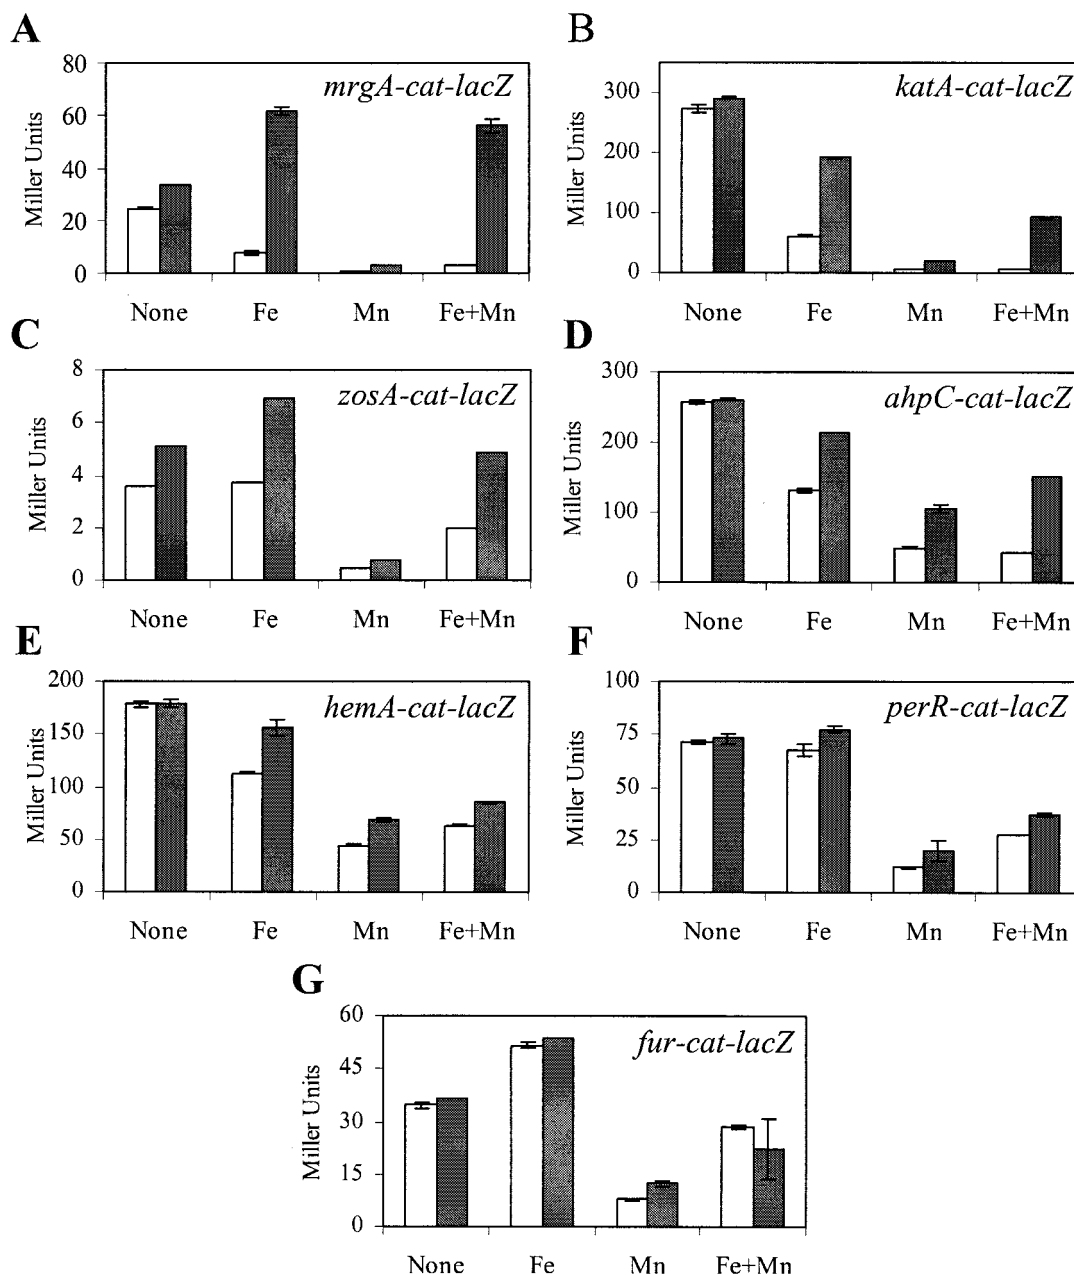 A
mrgA-cat-lacZ
Miller Units
80
60
40
20
0
None Fe Mn Fe+Mn
B
katA-cat-lacZ
Miller Units
300
200
100
0
None Fe Mn Fe+Mn
C
zosA-cat-lacZ
Miller Units
8
6
4
2
0
None Fe Mn Fe+Mn
D
ahpC-cat-lacZ
Miller Units
300
200
100
0
None Fe Mn Fe+Mn
E
hemA-cat-lacZ
Miller Units
200
150
100
50
0
None Fe Mn Fe+Mn
F
perR-cat-lacZ
Miller Units
100
75
50
25
0
None Fe Mn Fe+Mn
G
fur-cat-lacZ
Miller Units
60
45
30
15
0
None Fe Mn Fe+Mn